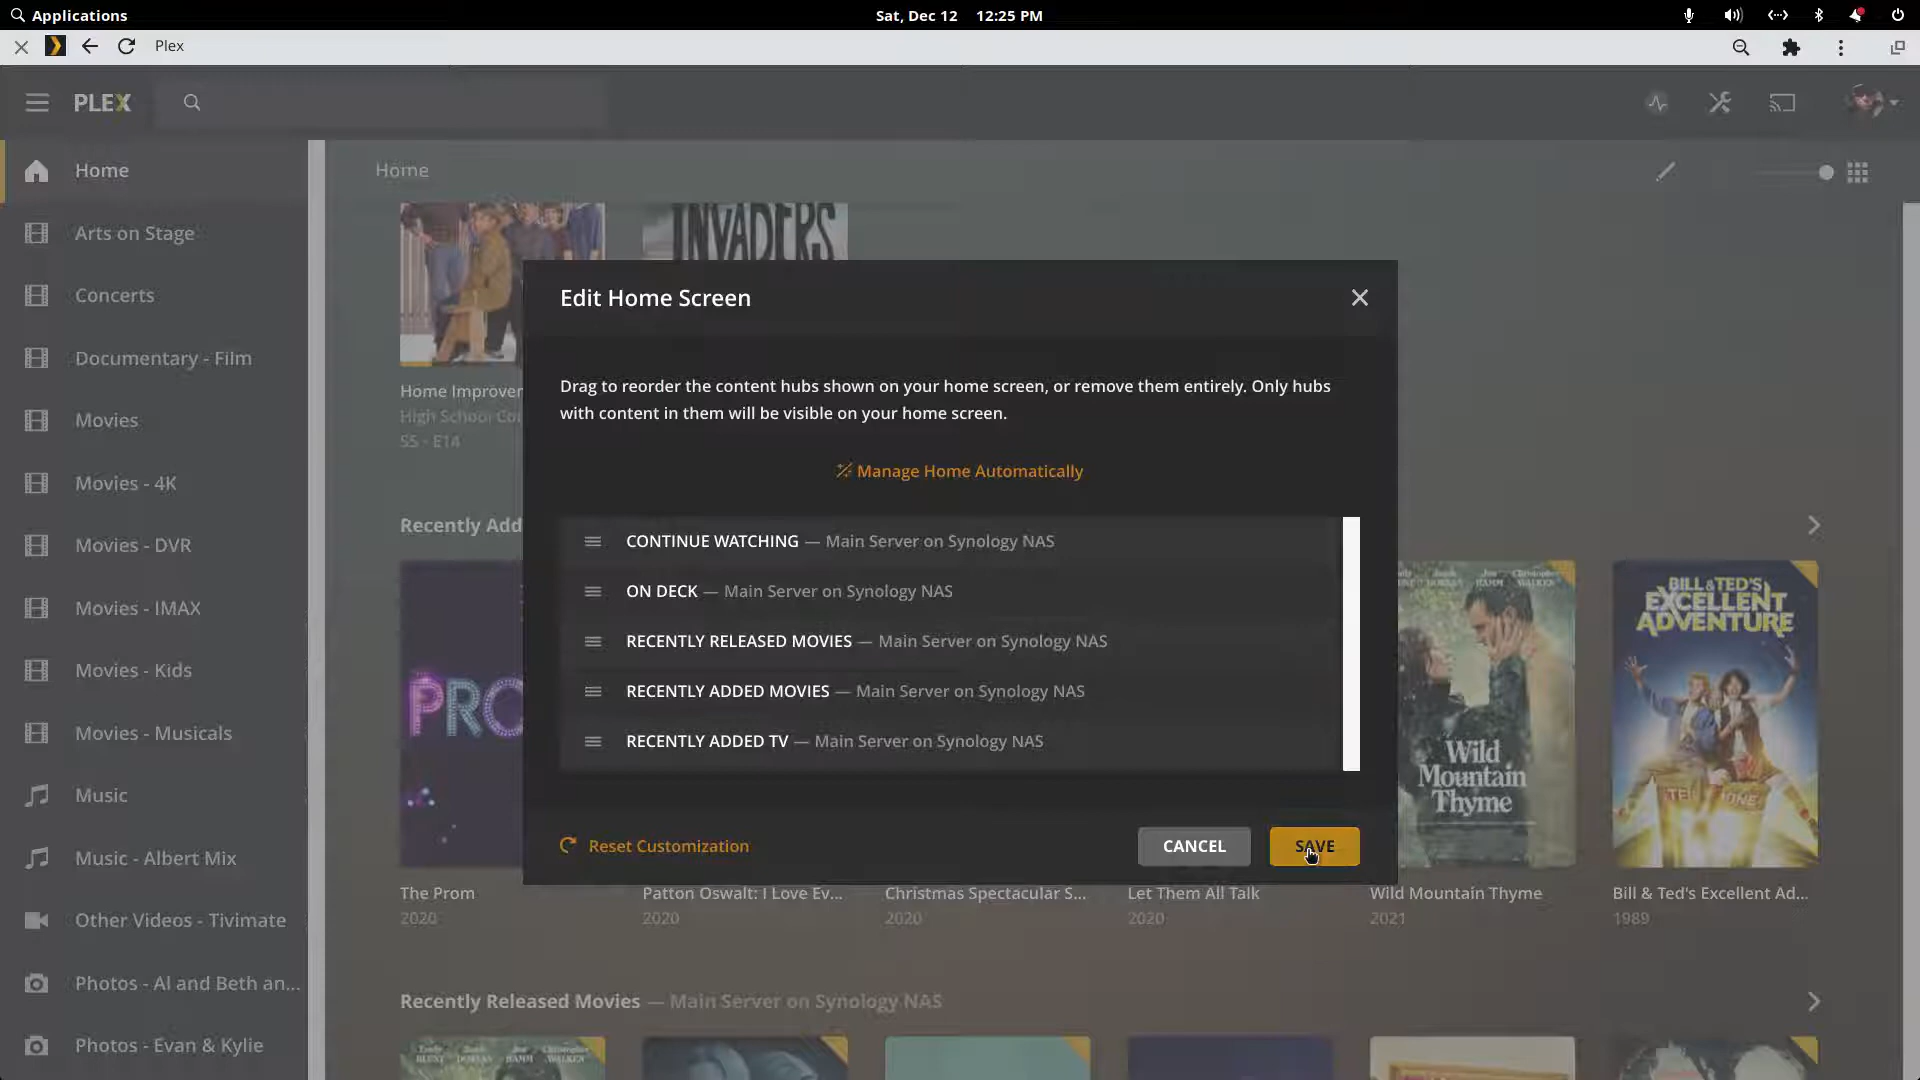 Applications
Sat, Dec 12 12:25 PM
Plex
PLEX
Home
Arts on Stage
Concerts
Documentary - Film
Movies
Movies - 4K
Movies - DVR
Movies - IMAX
Movies - Kids
Movies - Musicals
Music
Music - Albert Mix
Other Videos - Tivimate
Photos - Al and Beth an...
Photos - Evan & Kylie
Home
INVADERS
Home Improver
High School Co
S5 - E14
Edit Home Screen
Drag to reorder the content hubs shown on your home screen, or remove them entirely. Only hubs
with content in them will be visible on your home screen.
Manage Home Automatically
CONTINUE WATCHING — Main Server on Synology NAS
ON DECK — Main Server on Synology NAS
RECENTLY RELEASED MOVIES — Main Server on Synology NAS
RECENTLY ADDED MOVIES — Main Server on Synology NAS
RECENTLY ADDED TV — Main Server on Synology NAS
Reset Customization
CANCEL
SAVE
Recently Add
PRO
Wild
Mountain
Thyme
BILL & TED'S
EXCELLENT
ADVENTURE
The Prom
2020
Patton Oswalt: I Love Ev...
2020
Christmas Spectacular S...
2020
Let Them All Talk
2020
Wild Mountain Thyme
2021
Bill & Ted's Excellent Ad...
1989
Recently Released Movies — Main Server on Synology NAS